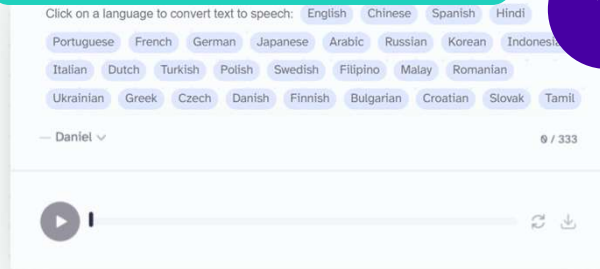 Click on a language to convert text to speech: English Chinese Spanish Hindi
Portuguese French German Japanese Arabic Russian Korean
Italian Dutch Turkish Polish Swedish Filipino Malay Romanian
Ukrainian Greek Czech Danish Finnish Bulgarian Croatian Slovak Tamil
— Daniel
0 / 333